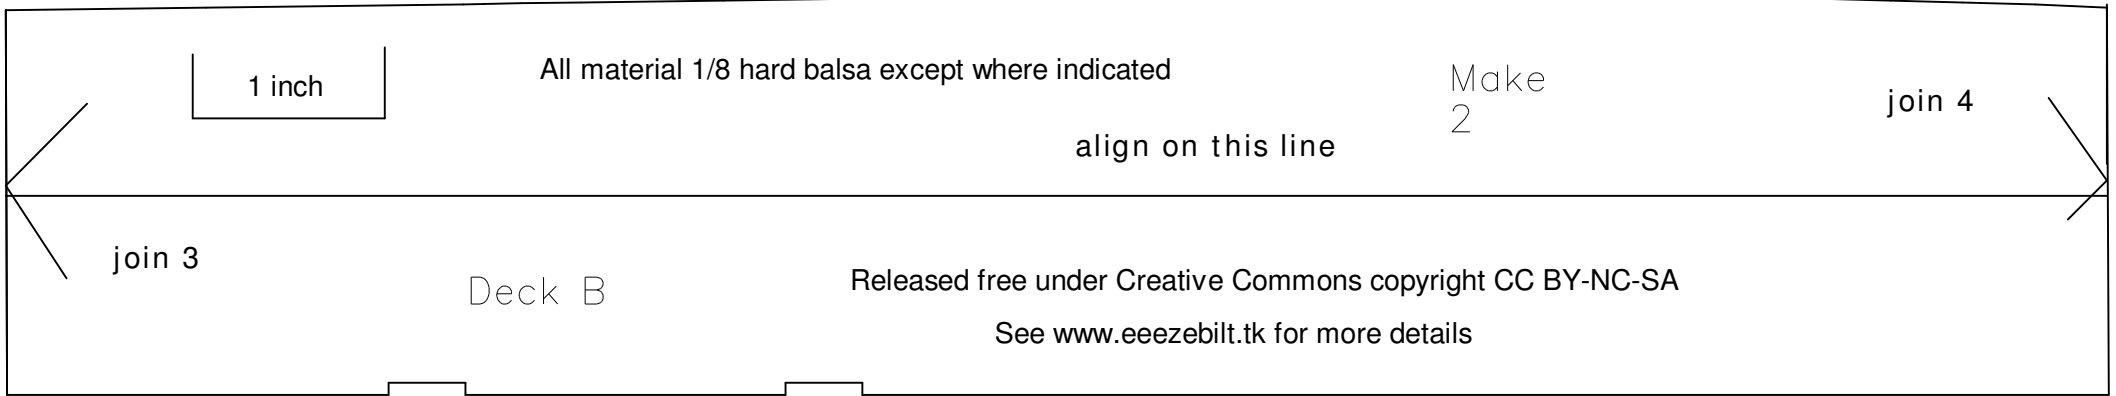 All material 1/8 hard balsa except where indicated
1 inch
Make
2
join 4
align on this line
join 3
Deck B
Released free under Creative Commons copyright CC BY-NC-SA
See www.eeezebilt.tk for more details